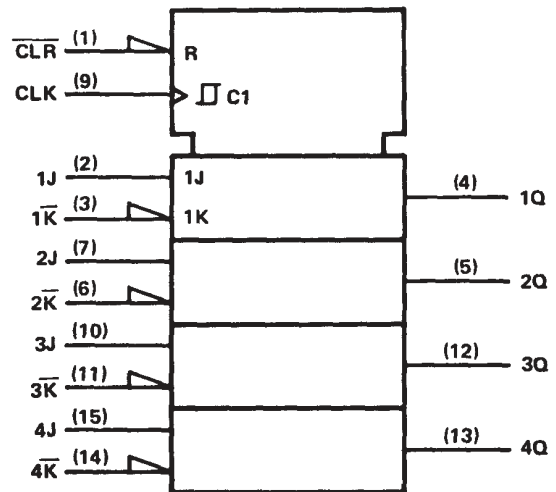 C̅L̅R̅ (1) R
CLK (9) C1
1J (2) 1J
1K̅ (3) 1K
(4) 1Q
2J (7)
2K̅ (6)
(5) 2Q
3J (10)
3K̅ (11)
(12) 3Q
4J (15)
4K̅ (14)
(13) 4Q